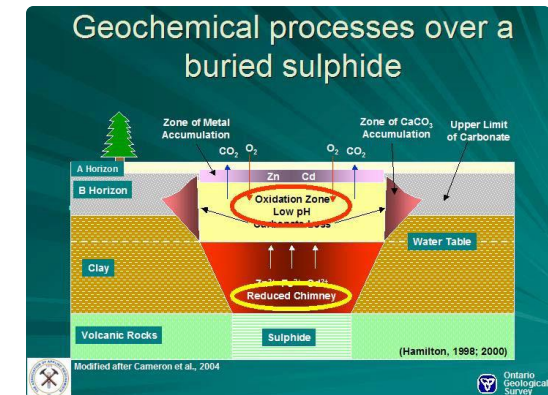 Geochemical processes over a
buried sulphide
Zone of Metal
Accumulation
Zone of CaCO3
Accumulation
Upper Limit
of Carbonate
CO2
O2
O2
CO2
A Horizon
Zn
Cd
B Horizon
Oxidation Zone
Low pH
Carbonate Loss
Water Table
Clay
Reduced Chimney
Volcanic Rocks
Sulphide
(Hamilton, 1998; 2000)
Modified after Cameron et al., 2004
Ontario
Geological
Survey